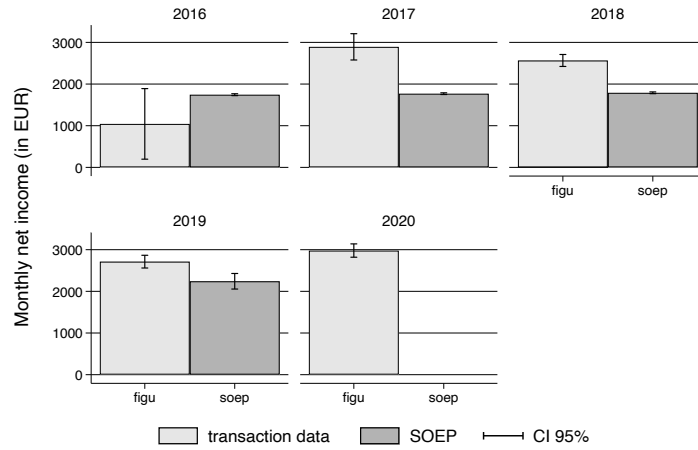 2016 2017 2018
Monthly net income (in EUR)
3000
2000
1000
0
figu soep
2019 2020
3000
2000
1000
0
figu soep figu soep
transaction data SOEP CI 95%